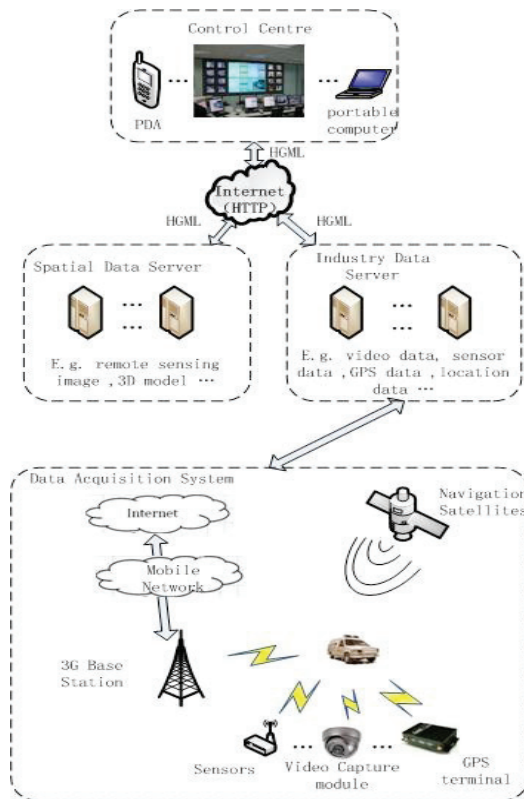 Control Centre
...
...
PDA
portable
computer
HGML
Internet
(HTTP)
HGML
HGML
Spatial Data Server
...
...
E.g. remote sensing
image ,3D model ...
Industry Data
Server
...
...
E.g. video data, sensor
data ,GPS data ,location
data ...
Data Acquisition System
Internet
Navigation
Satellites
Mobile
Network
3G Base
Station
...
...
Sensors
Video Capture
module
GPS
terminal